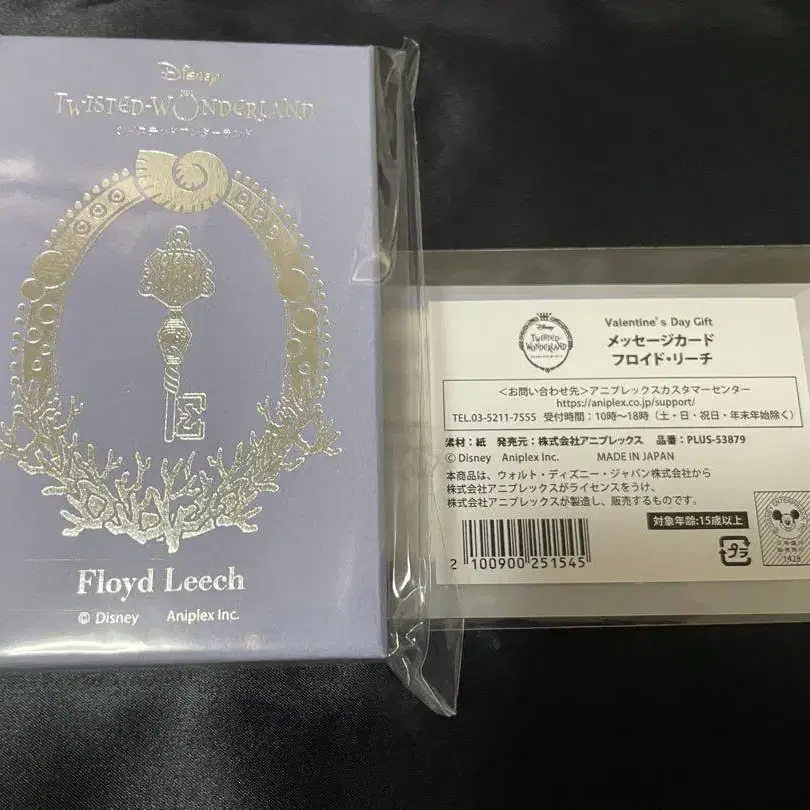 Disney
TWISTED-WONDERLAND
ツイステッドワンダーランド
Floyd Leech
© Disney Aniplex Inc.
Disney
TWISTED-WONDERLAND
Valentine's Day Gift
メッセージカード
フロイド・リーチ
＜お問い合わせ先＞アニプレックスカスタマーセンター
https://aniplex.co.jp/support/
TEL.03-5211-7555 受付時間：10時〜18時（土・日・祝日・年末年始除く）
素材：紙 発売元：株式会社アニプレックス 品番：PLUS-53879
© Disney Aniplex Inc. MADE IN JAPAN
本商品は、ウォルト・ディズニー・ジャパン株式会社から
株式会社アニプレックスがライセンスをうけ、
株式会社アニプレックスが製造し、販売するものです。
対象年齢:15歳以上
2 100900 251545
プラ
1426